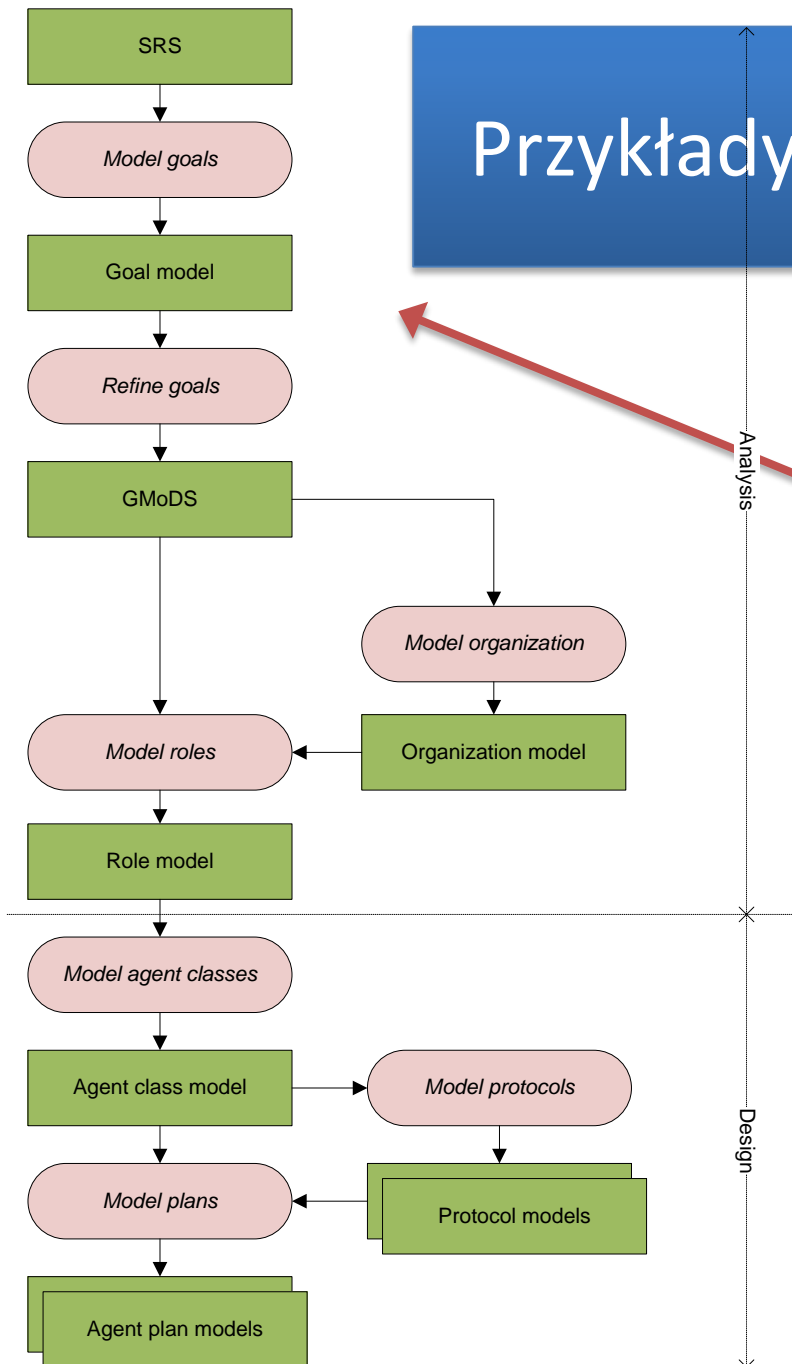 SRS
Przykłady
Model goals
Goal model
Refine goals
Analysis
GMoDS
Model organization
Model roles
Organization model
Role model
Model agent classes
Agent class model
Model protocols
Design
Model plans
Protocol models
Agent plan models